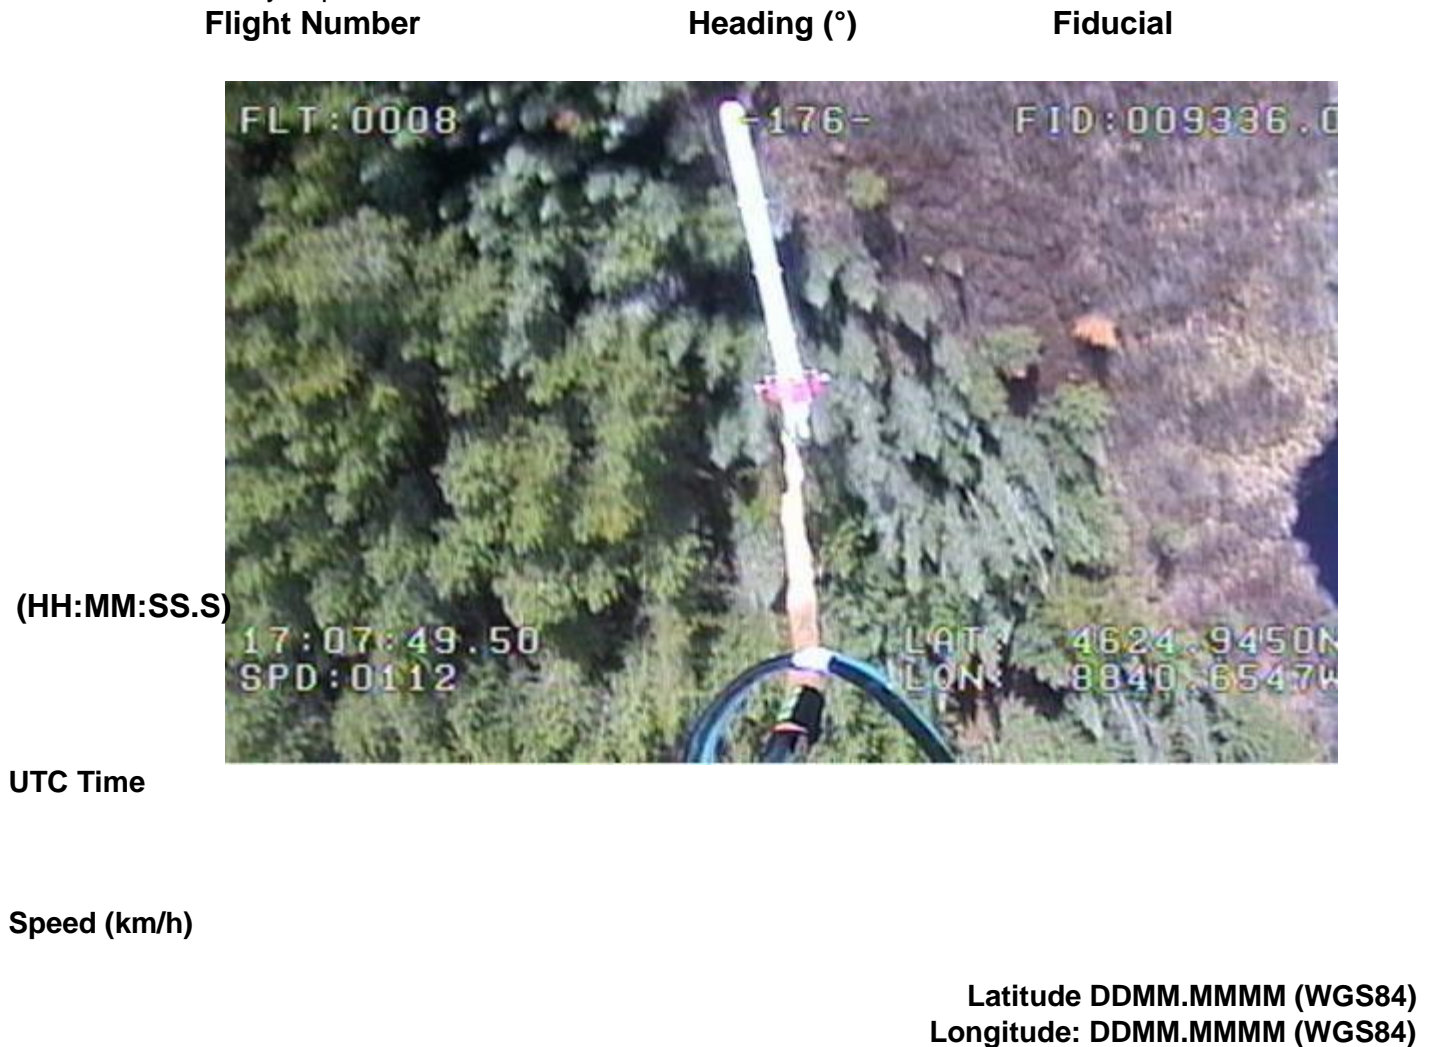 Flight Number Heading (°) Fiducial
FLT:0008 -176- FID:009336.0
(HH:MM:SS.S)
17:07:49.50 LAT: 4624.9450N
SPD:0112 LON: 8840.6547W
UTC Time
Speed (km/h)
Latitude DDMM.MMMM (WGS84)
Longitude: DDMM.MMMM (WGS84)